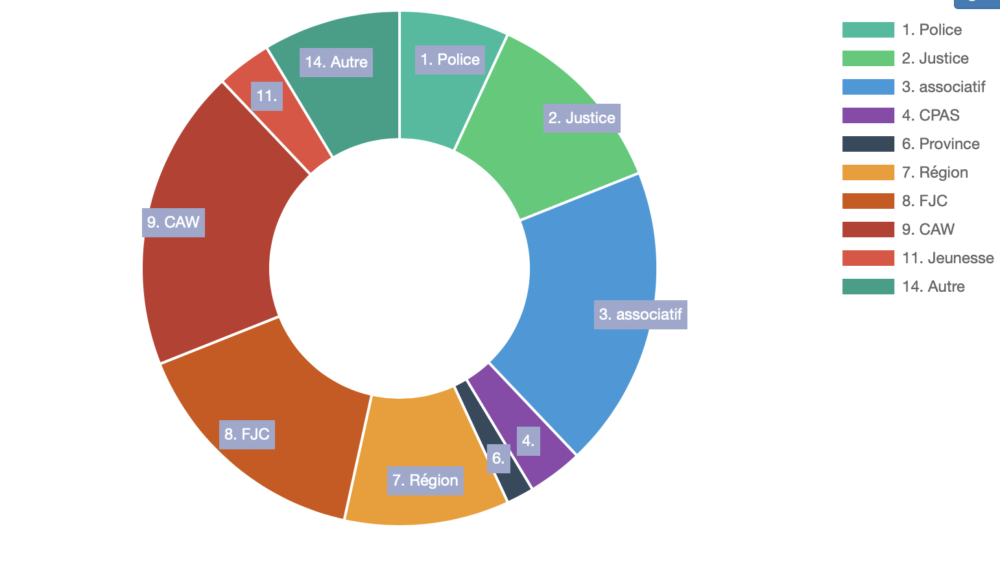 14. Autre
1. Police
11.
2. Justice
9. CAW
3. associatif
8. FJC
4.
6.
7. Région
1. Police
2. Justice
3. associatif
4. CPAS
6. Province
7. Région
8. FJC
9. CAW
11. Jeunesse
14. Autre